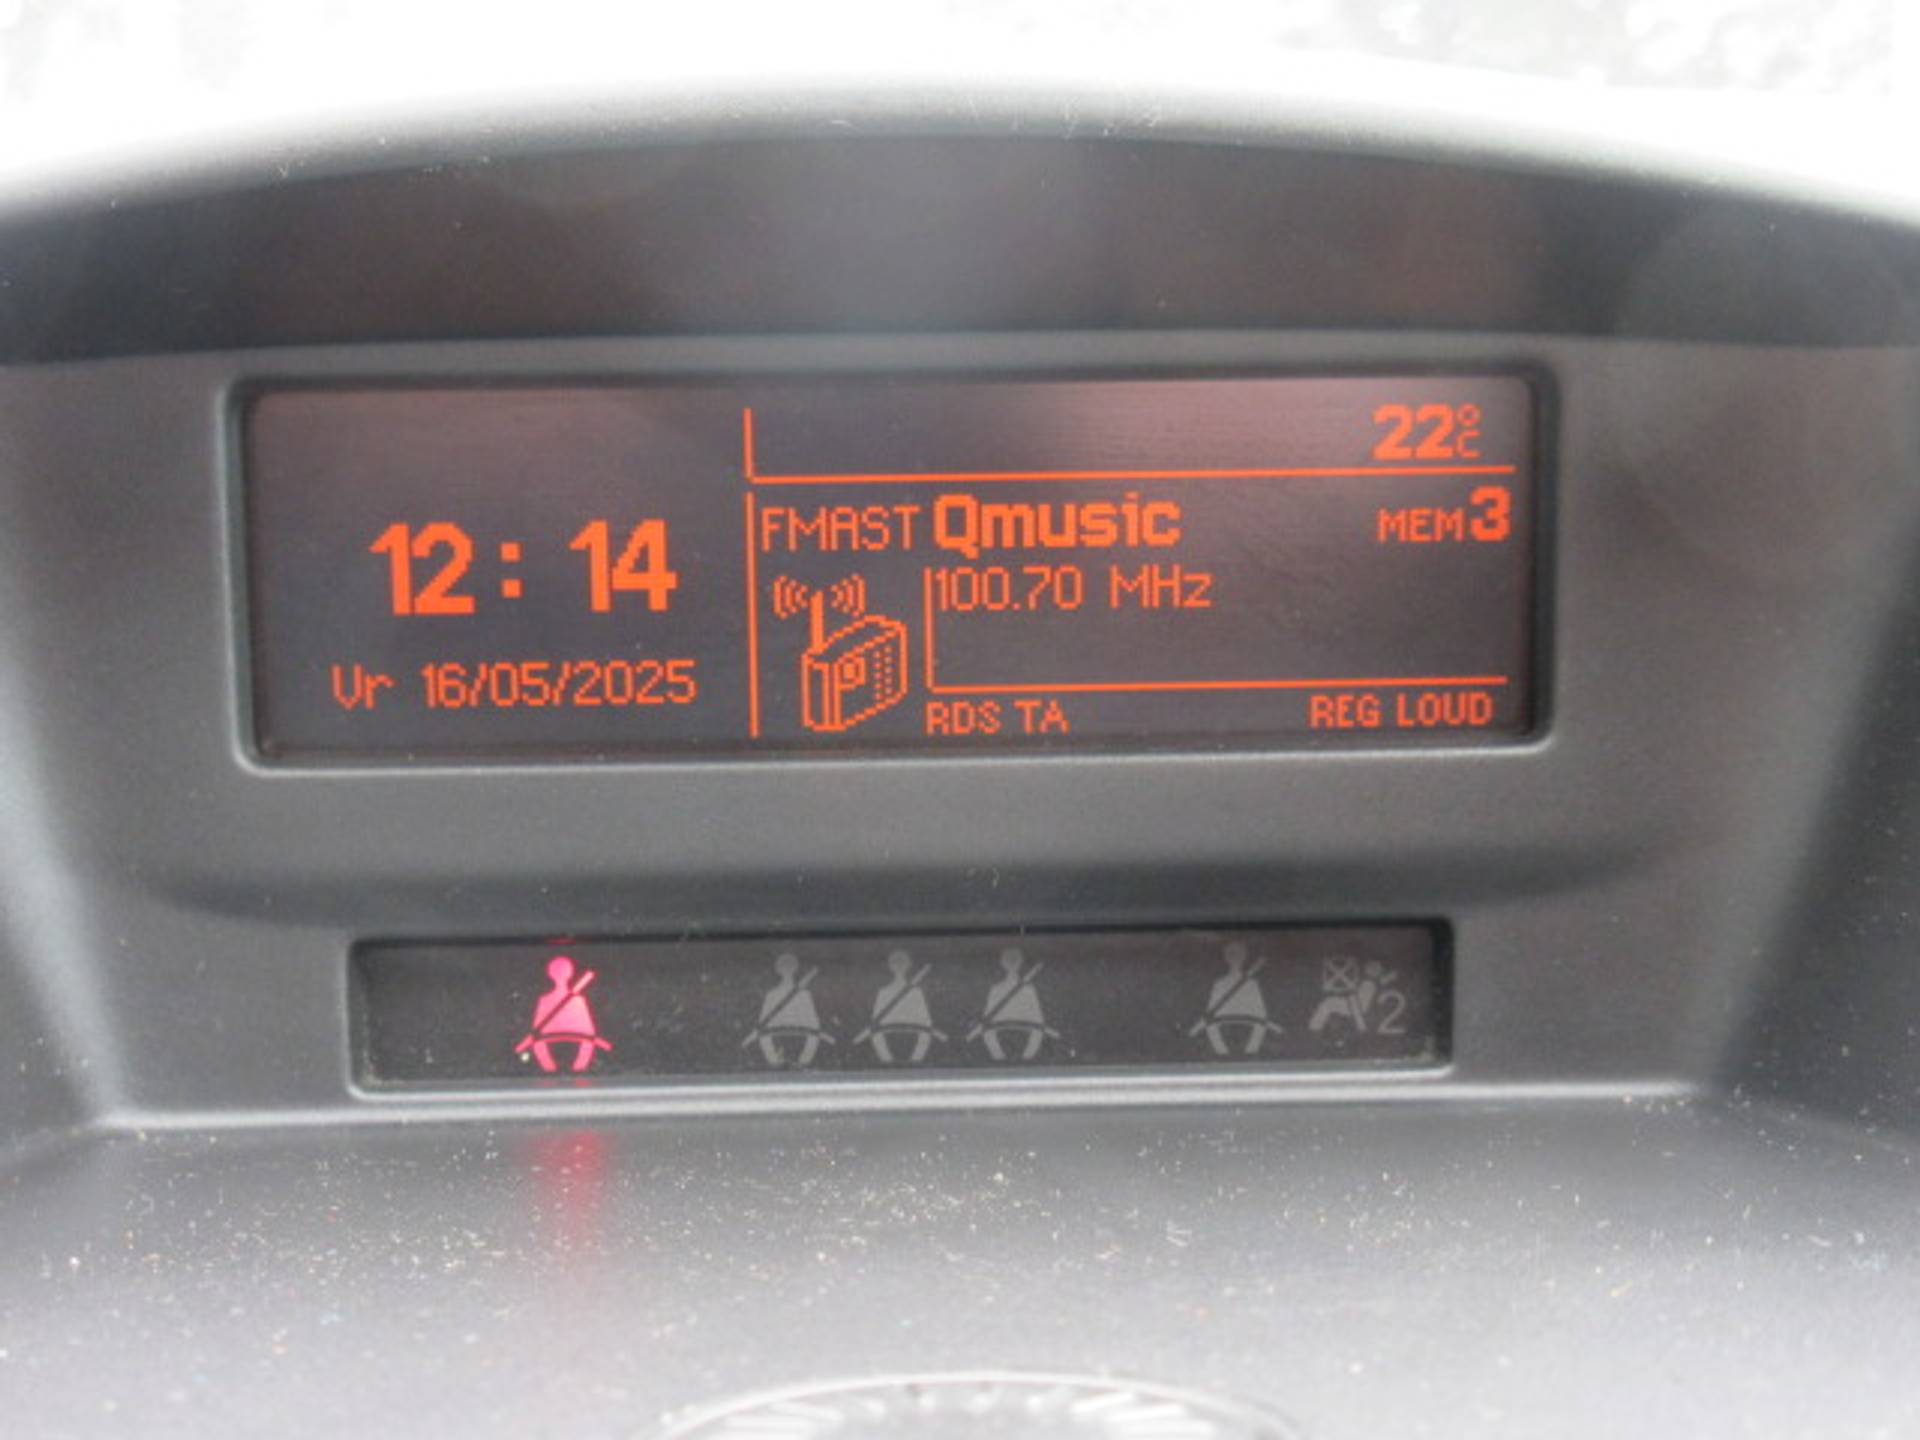 22°C
12:14
Vr 16/05/2025
FMAST Qmusic MEM 3
100.70 MHz
RDS TA REG LOUD
2